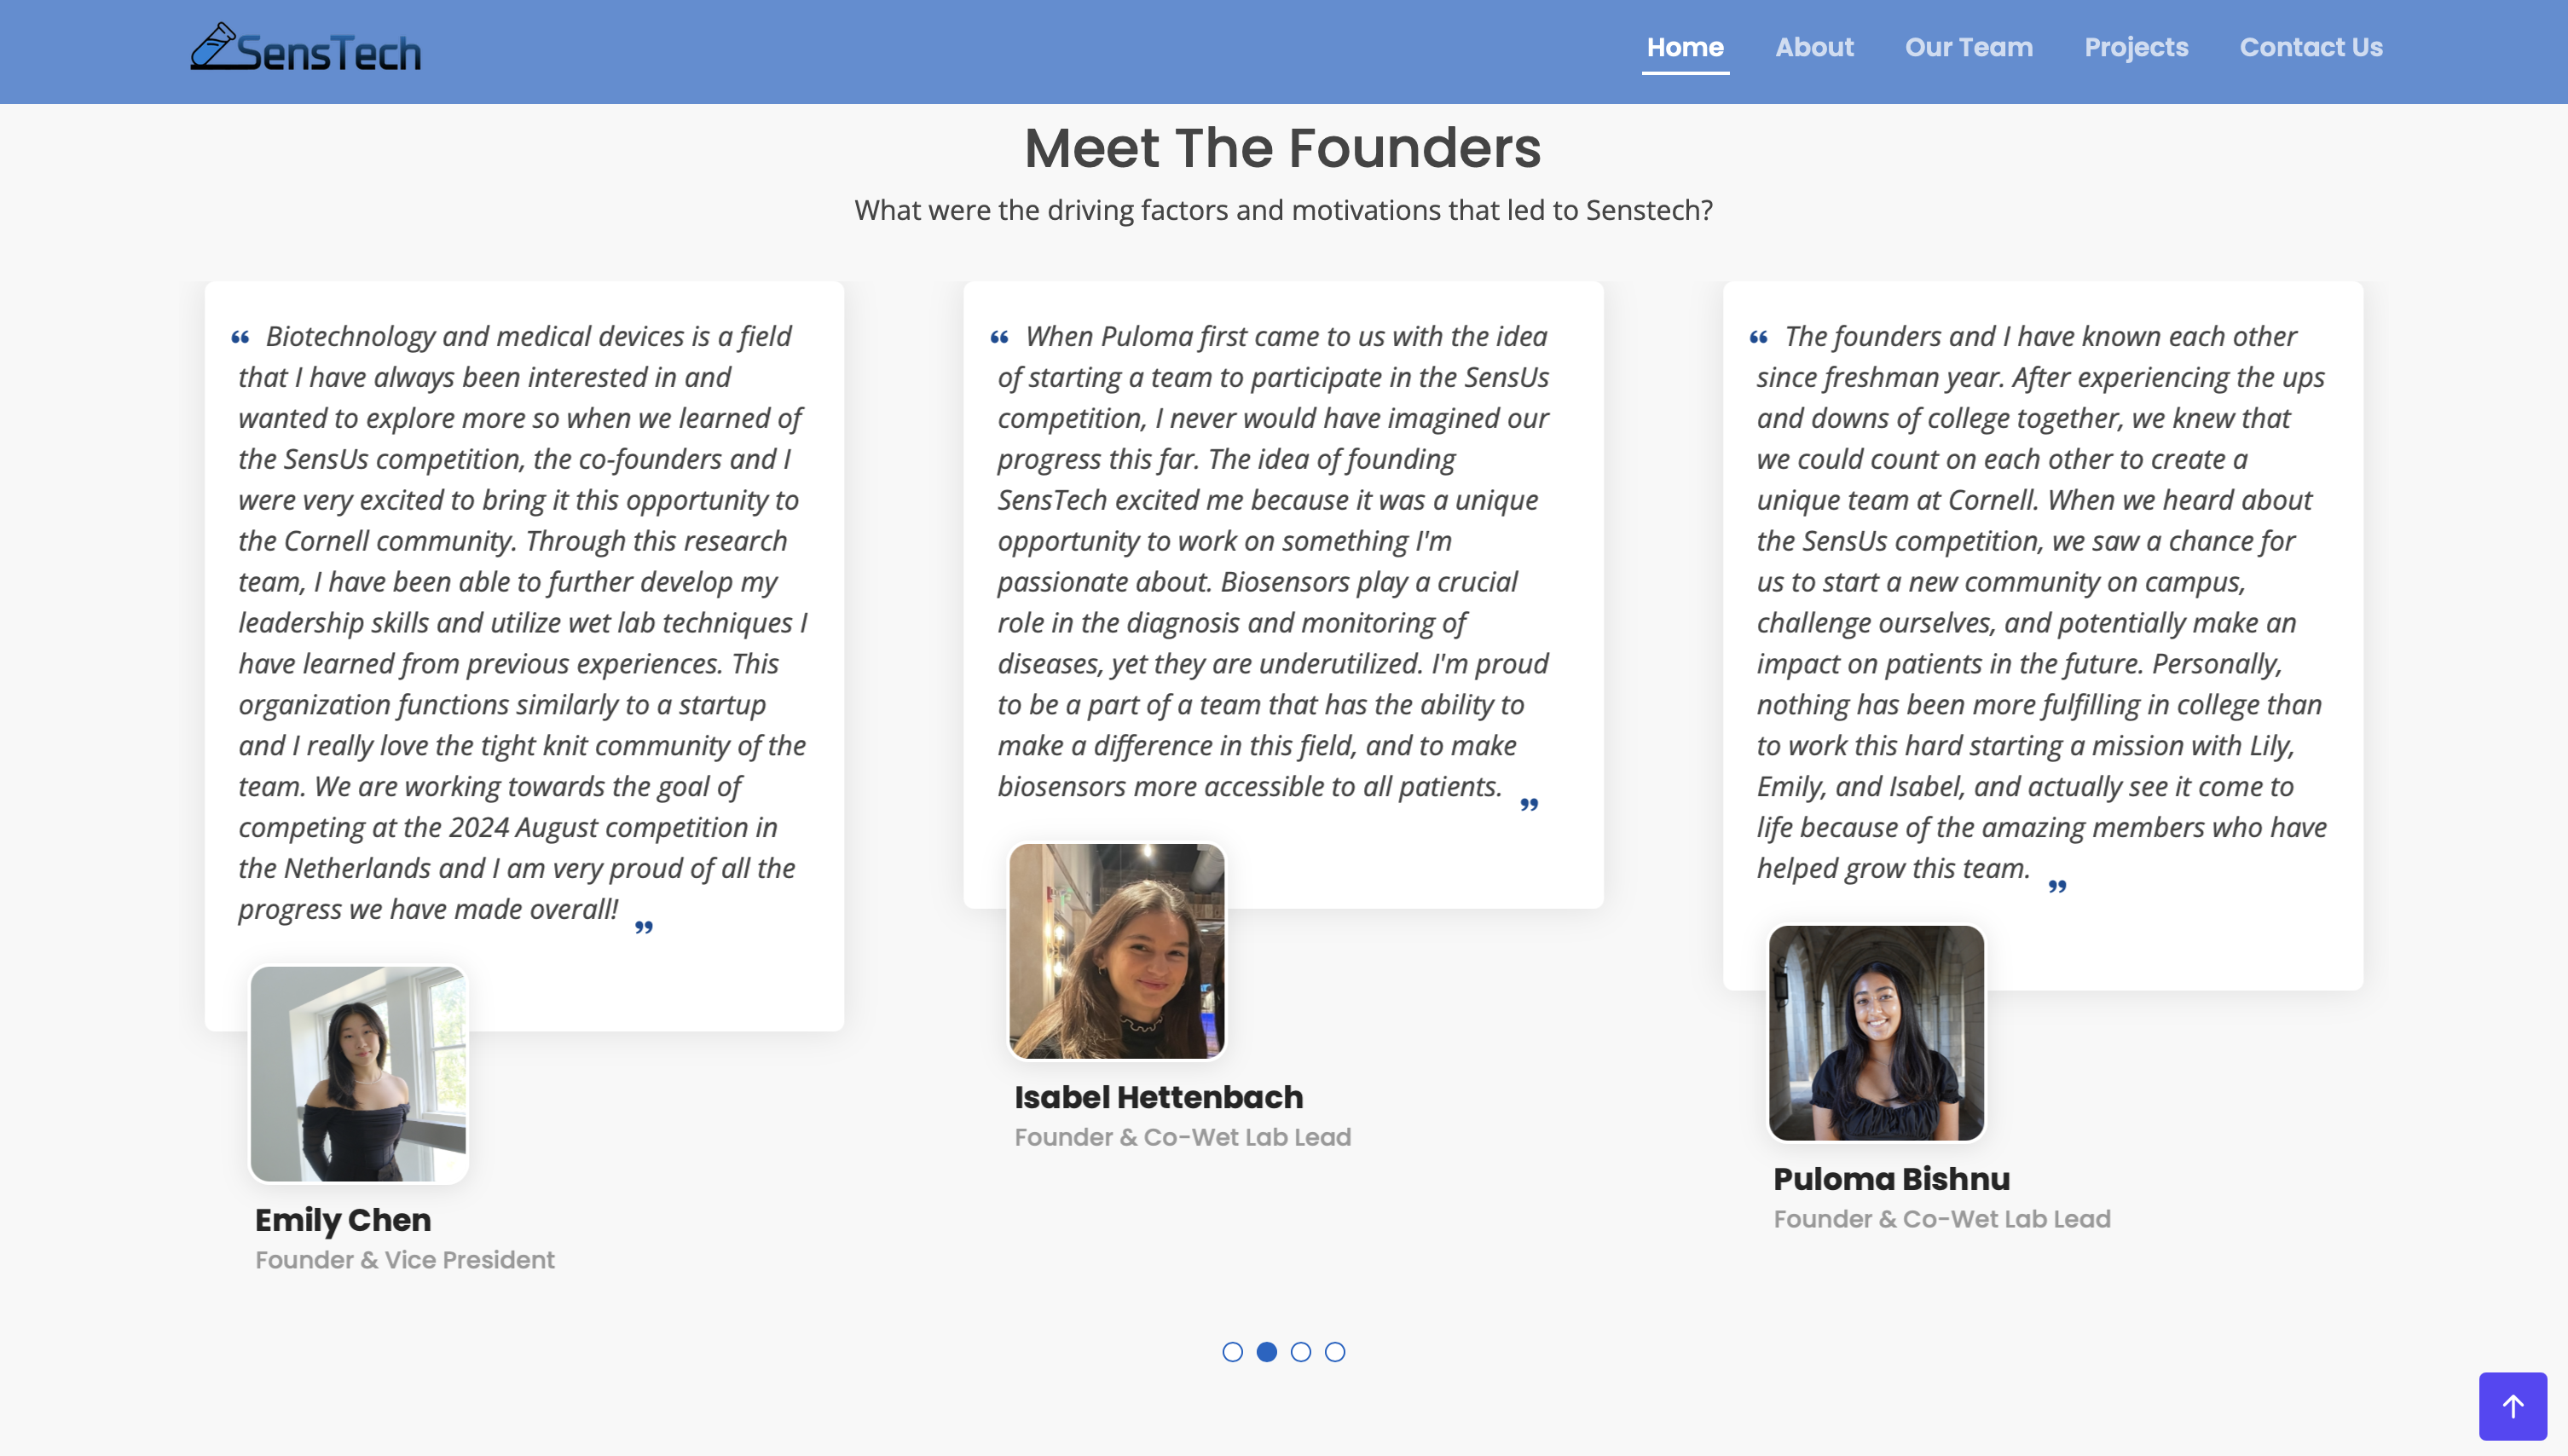 SensTech
Home About Our Team Projects Contact Us
Meet The Founders
What were the driving factors and motivations that led to Senstech?
“ Biotechnology and medical devices is a field
that I have always been interested in and
wanted to explore more so when we learned of
the SensUs competition, the co-founders and I
were very excited to bring it this opportunity to
the Cornell community. Through this research
team, I have been able to further develop my
leadership skills and utilize wet lab techniques I
have learned from previous experiences. This
organization functions similarly to a startup
and I really love the tight knit community of the
team. We are working towards the goal of
competing at the 2024 August competition in
the Netherlands and I am very proud of all the
progress we have made overall! ”
Emily Chen
Founder & Vice President
“ When Puloma first came to us with the idea
of starting a team to participate in the SensUs
competition, I never would have imagined our
progress this far. The idea of founding
SensTech excited me because it was a unique
opportunity to work on something I'm
passionate about. Biosensors play a crucial
role in the diagnosis and monitoring of
diseases, yet they are underutilized. I'm proud
to be a part of a team that has the ability to
make a difference in this field, and to make
biosensors more accessible to all patients. ”
Isabel Hettenbach
Founder & Co-Wet Lab Lead
“ The founders and I have known each other
since freshman year. After experiencing the ups
and downs of college together, we knew that
we could count on each other to create a
unique team at Cornell. When we heard about
the SensUs competition, we saw a chance for
us to start a new community on campus,
challenge ourselves, and potentially make an
impact on patients in the future. Personally,
nothing has been more fulfilling in college than
to work this hard starting a mission with Lily,
Emily, and Isabel, and actually see it come to
life because of the amazing members who have
helped grow this team. ”
Puloma Bishnu
Founder & Co-Wet Lab Lead